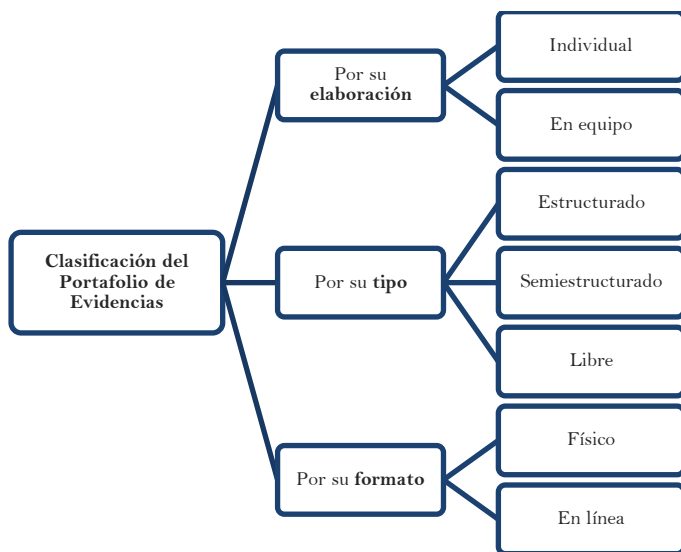 Clasificación del
Portafolio de
Evidencias
Por su
elaboración
Individual
En equipo
Por su tipo
Estructurado
Semiestructurado
Libre
Por su formato
Físico
En línea